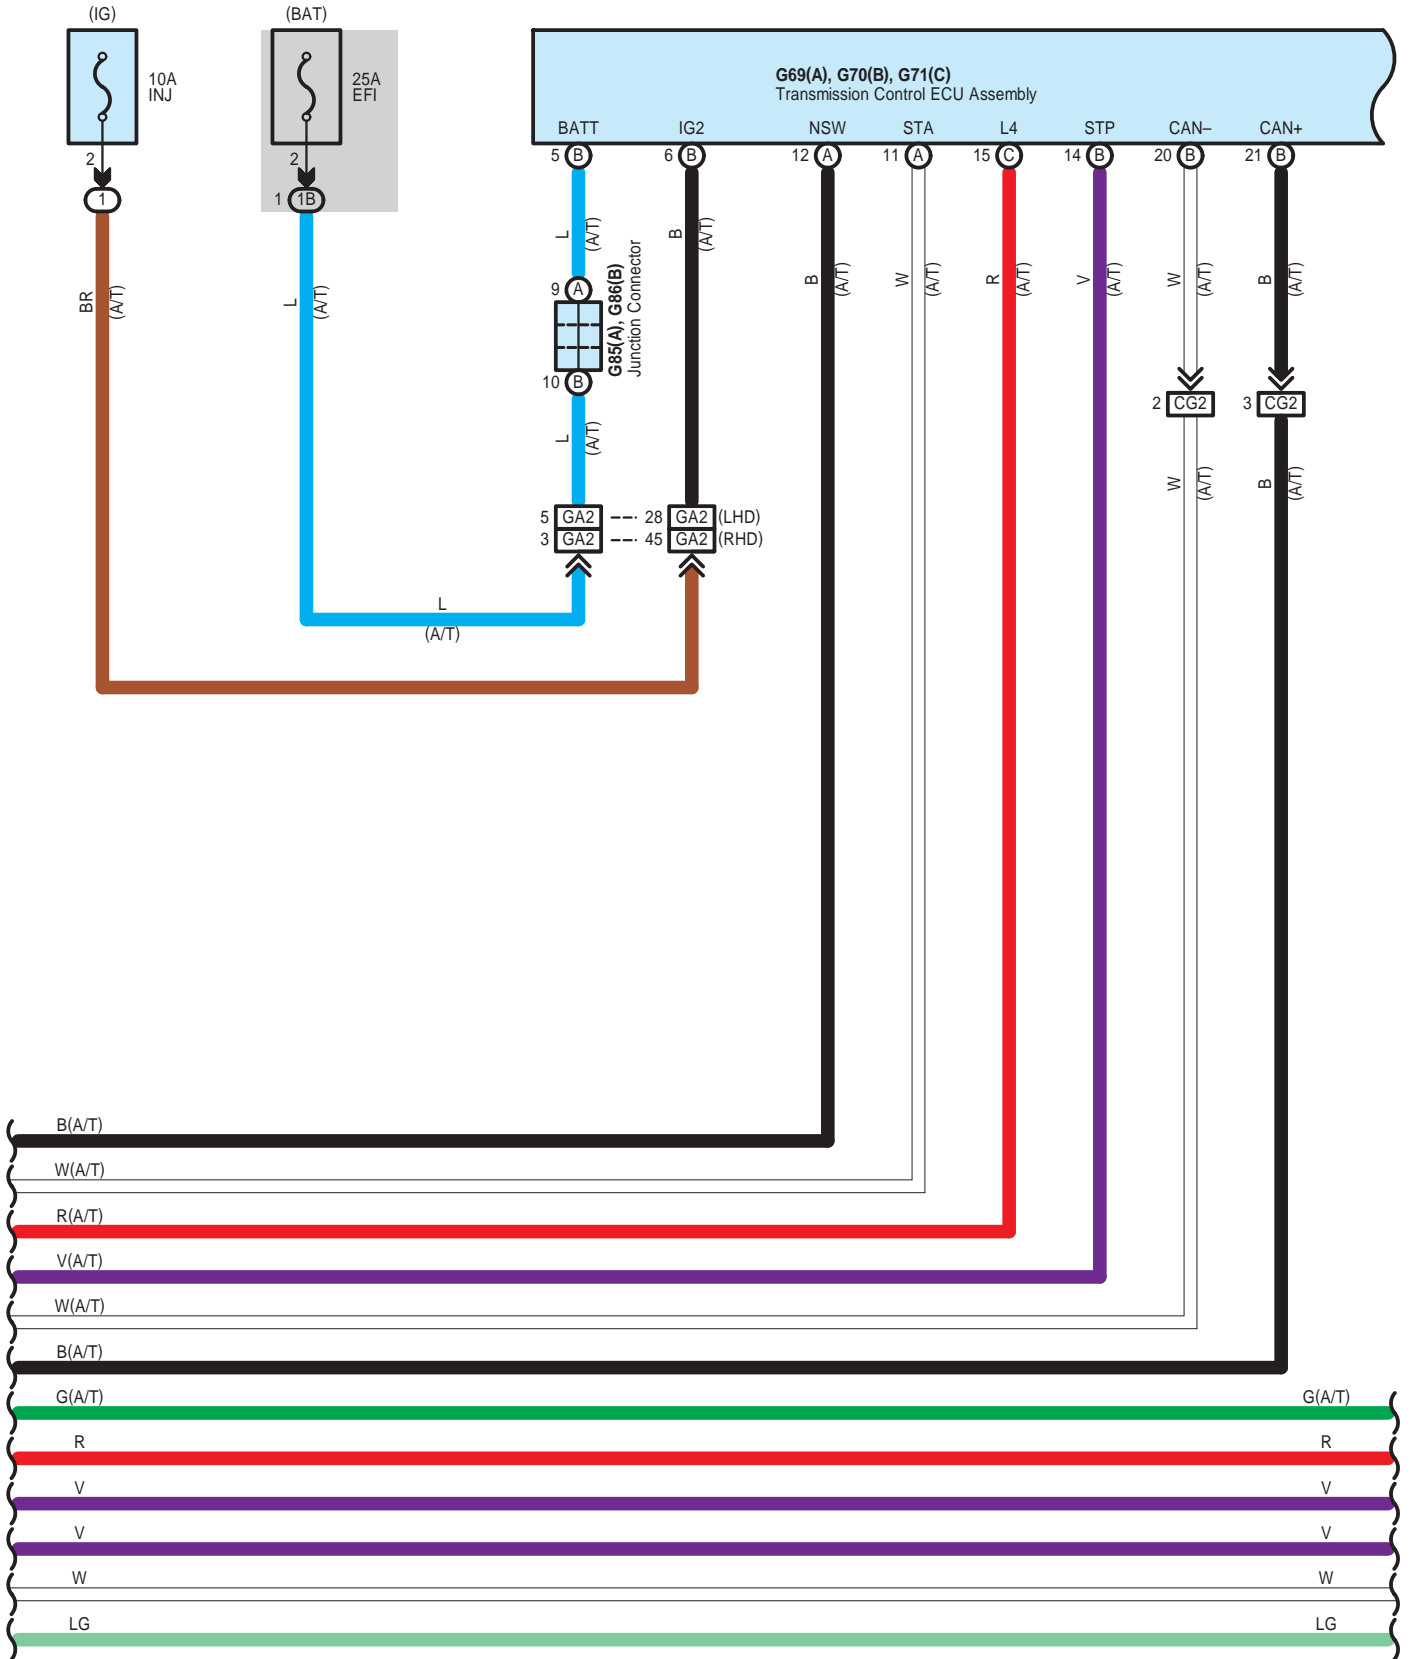 (IG)
(BAT)
10A
INJ
25A
EFI
G69(A), G70(B), G71(C)
Transmission Control ECU Assembly
BATT
IG2
NSW
STA
L4
STP
CAN–
CAN+
2
2
5 B
6 B
12 A
11 A
15 C
14 B
20 B
21 B
1
1 1B
L
(A/T)
B
(A/T)
BR
(A/T)
L
(A/T)
B
(A/T)
W
(A/T)
R
(A/T)
V
(A/T)
W
(A/T)
B
(A/T)
9 A
G85(A), G86(B)
Junction Connector
10 B
2 CG2
3 CG2
L
(A/T)
W
(A/T)
B
(A/T)
5 GA2
28 GA2 (LHD)
3 GA2
45 GA2 (RHD)
L
(A/T)
B(A/T)
W(A/T)
R(A/T)
V(A/T)
W(A/T)
B(A/T)
G(A/T)
G(A/T)
R
R
V
V
V
V
W
W
LG
LG